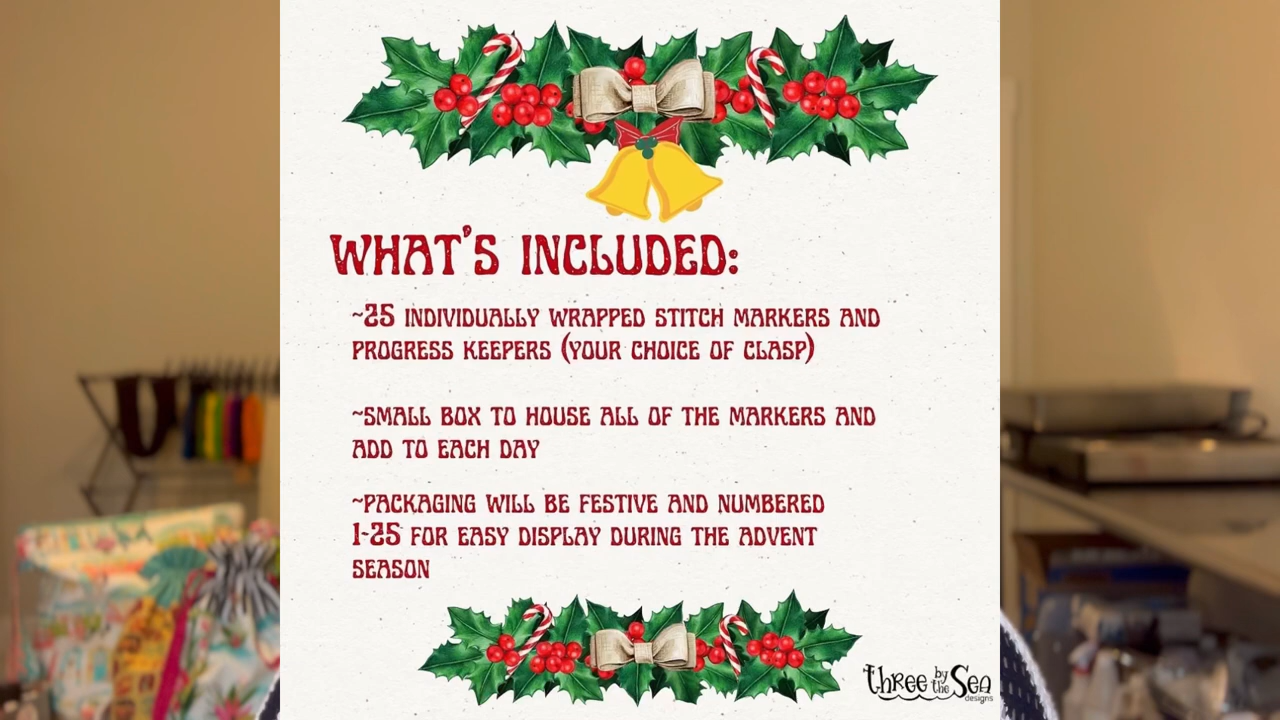 WHAT'S INCLUDED:
~25 INDIVIDUALLY WRAPPED STITCH MARKERS AND
PROGRESS KEEPERS (YOUR CHOICE OF CLASP)
~SMALL BOX TO HOUSE ALL OF THE MARKERS AND
ADD TO EACH DAY
~PACKAGING WILL BE FESTIVE AND NUMBERED
1-25 FOR EASY DISPLAY DURING THE ADVENT
SEASON
three by the Sea
designs